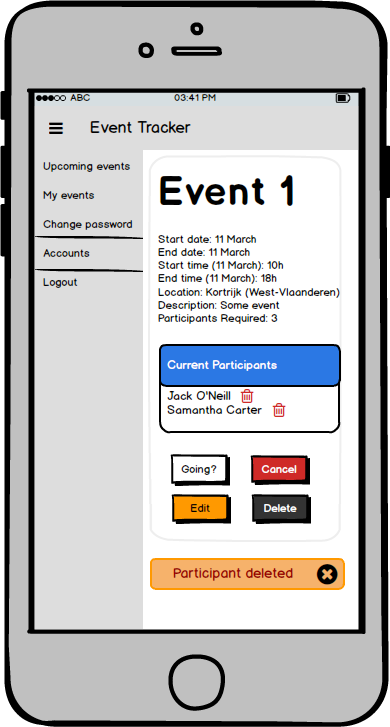 ABC
03:41 PM
Event Tracker
Upcoming events
My events
Change password
Accounts
Logout
Event 1
Start date: 11 March
End date: 11 March
Start time (11 March): 10h
End time (11 March): 18h
Location: Kortrijk (West-Vlaanderen)
Description: Some event
Participants Required: 3
Current Participants
Jack O'Neill
Samantha Carter
Going?
Cancel
Edit
Delete
Participant deleted